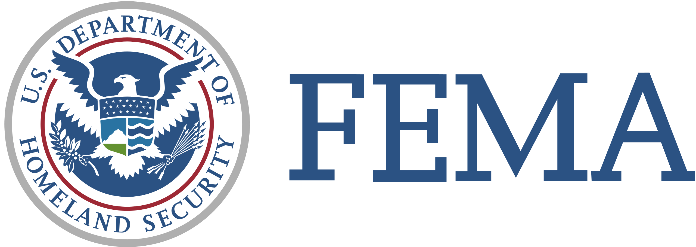 U.S. DEPARTMENT OF
HOMELAND SECURITY
FEMA